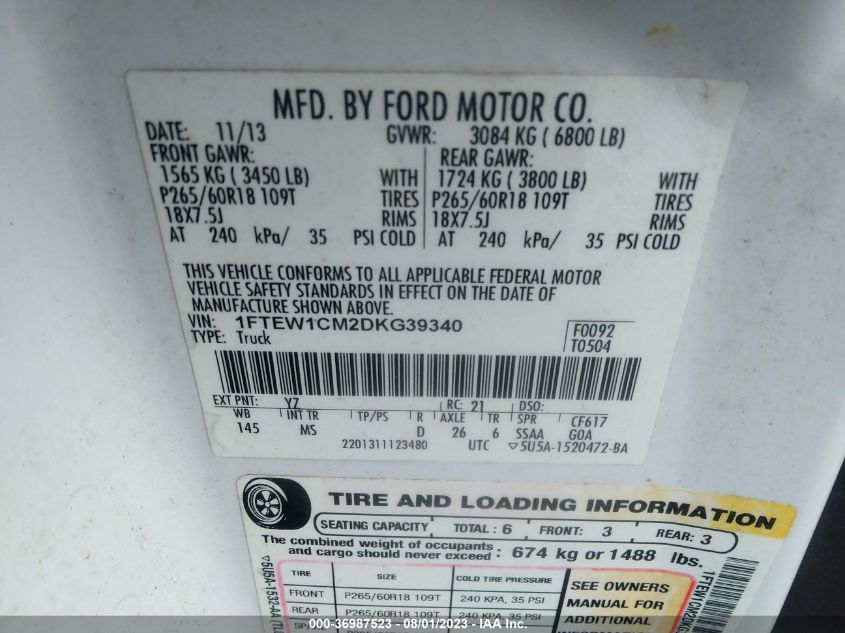 MFD. BY FORD MOTOR CO.
DATE: 11/13 GVWR: 3084 KG ( 6800 LB)
FRONT GAWR: REAR GAWR:
1565 KG ( 3450 LB) WITH 1724 KG ( 3800 LB) WITH
P265/60R18 109T TIRES P265/60R18 109T TIRES
18X7.5J RIMS 18X7.5J RIMS
AT 240 kPa/ 35 PSI COLD AT 240 kPa/ 35 PSI COLD
THIS VEHICLE CONFORMS TO ALL APPLICABLE FEDERAL MOTOR
VEHICLE SAFETY STANDARDS IN EFFECT ON THE DATE OF
MANUFACTURE SHOWN ABOVE.
VIN: 1FTEW1CM2DKG39340 F0092
TYPE: Truck T0504
EXT PNT: YZ RC: 21 DSO:
WB INT TR TP/PS R AXLE TR SPR CF617
145 MS D 26 6 SSAA GOA
2201311123480 UTC ▽5U5A-1520472-BA
TIRE AND LOADING INFORMATION
SEATING CAPACITY TOTAL : 6 FRONT: 3 REAR: 3
The combined weight of occupants
and cargo should never exceed : 674 kg or 1488 lbs.
TIRE SIZE COLD TIRE PRESSURE SEE OWNERS
FRONT P265/60R18 109T 240 KPA, 35 PSI MANUAL FOR
REAR P265/60R18 109T 240 KPA, 35 PSI ADDITIONAL
▽5U5A-1532-AA
000-36987523 - 08/01/2023 - IAA Inc.